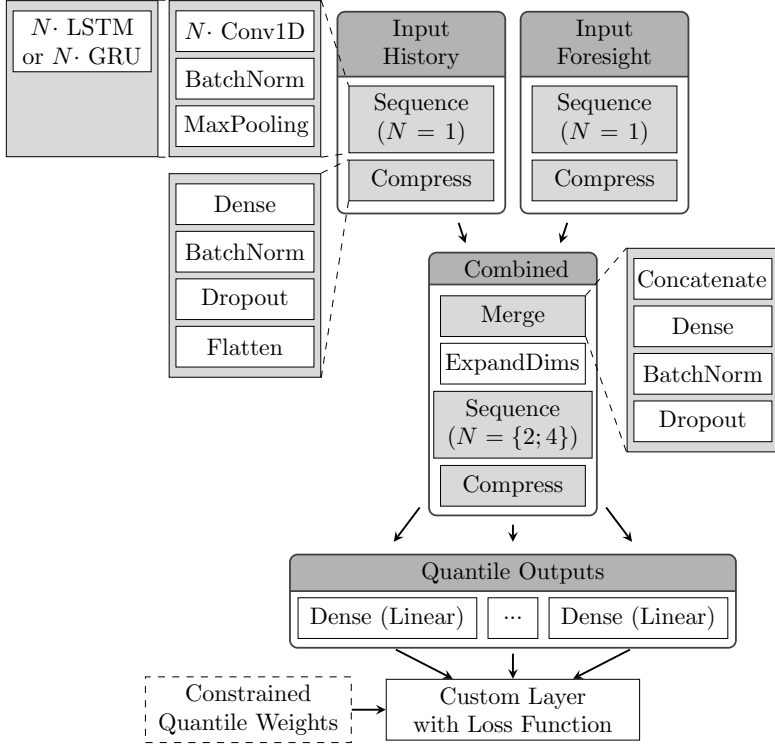 N· LSTM
or N· GRU
N· Conv1D
BatchNorm
MaxPooling
Dense
BatchNorm
Dropout
Flatten
Input
History
Sequence
(N = 1)
Compress
Input
Foresight
Sequence
(N = 1)
Compress
Combined
Merge
ExpandDims
Sequence
(N = {2; 4})
Compress
Concatenate
Dense
BatchNorm
Dropout
Quantile Outputs
Dense (Linear)
...
Dense (Linear)
Constrained
Quantile Weights
Custom Layer
with Loss Function